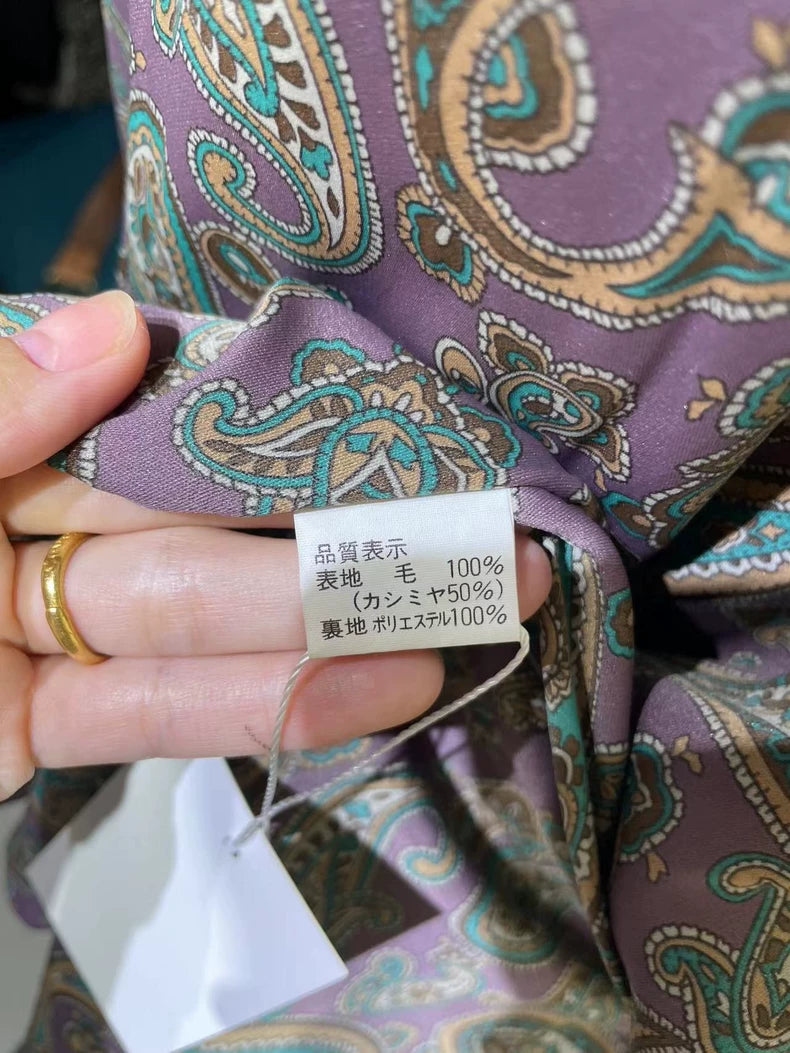 品質表示
表地 毛 100%
(カシミヤ50%)
裏地 ポリエステル100%